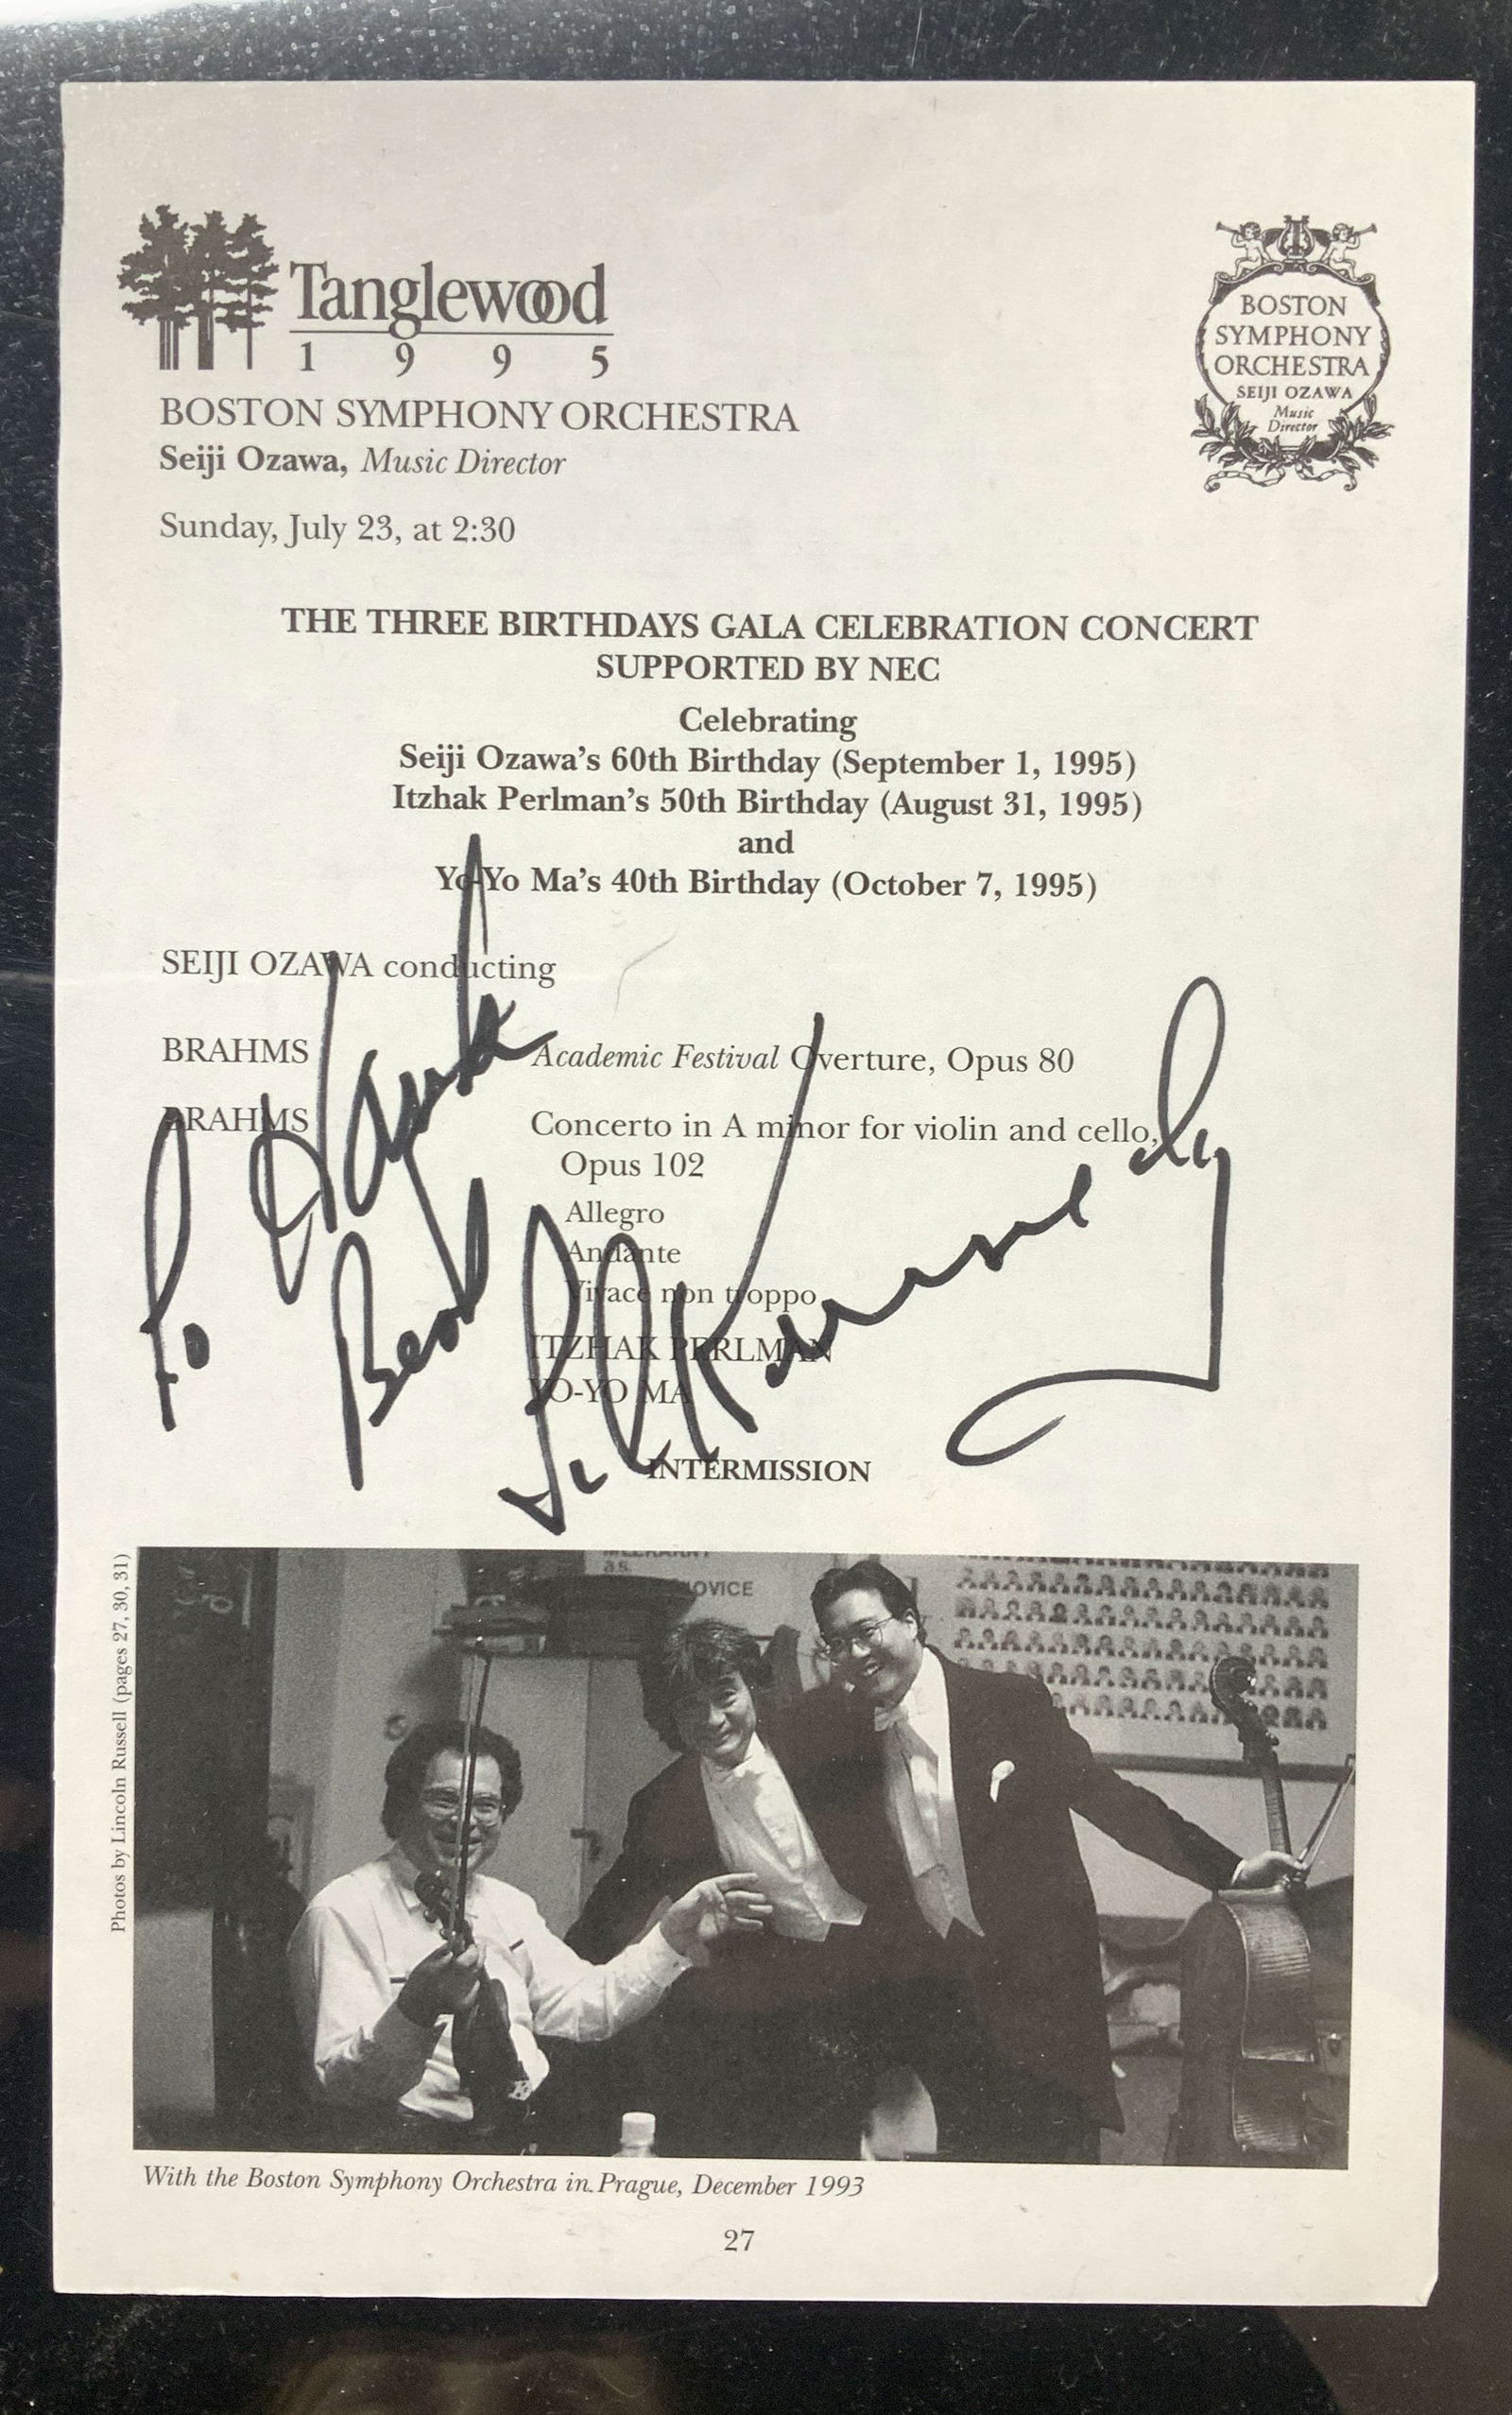 Tanglewood
1 9 9 5
BOSTON SYMPHONY ORCHESTRA
Seiji Ozawa, Music Director
BOSTON
SYMPHONY
ORCHESTRA
SEIJI OZAWA
Music
Director
Sunday, July 23, at 2:30
THE THREE BIRTHDAYS GALA CELEBRATION CONCERT
SUPPORTED BY NEC
Celebrating
Seiji Ozawa's 60th Birthday (September 1, 1995)
Itzhak Perlman's 50th Birthday (August 31, 1995)
and
Yo-Yo Ma's 40th Birthday (October 7, 1995)
SEIJI OZAWA conducting
BRAHMS Academic Festival Overture, Opus 80
BRAHMS Concerto in A minor for violin and cello,
Opus 102
Allegro
Andante
Vivace non troppo
ITZHAK PERLMAN
YO-YO MA
INTERMISSION
To
Best
Kennedy
OVICE
Photos by Lincoln Russell (pages 27, 30, 31)
With the Boston Symphony Orchestra in Prague, December 1993
27